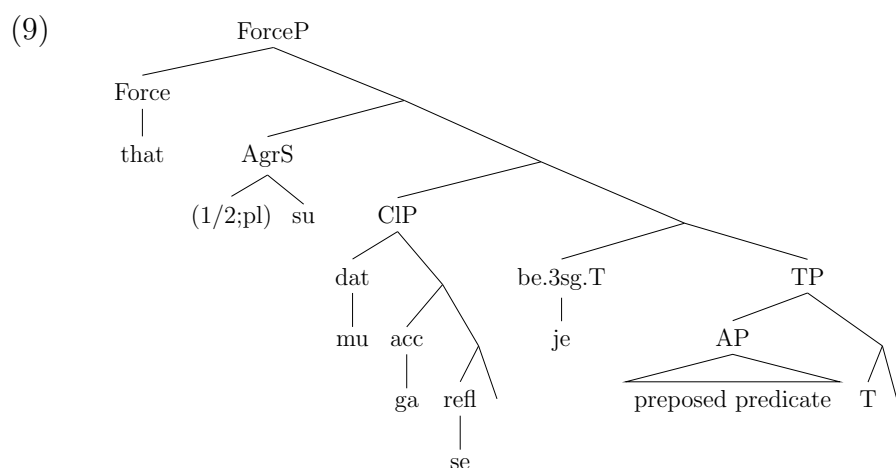 (9)
ForceP
Force
that
AgrS
(1/2;pl) su
ClP
dat
mu
acc
ga
refl
se
be.3sg.T
je
TP
AP
preposed predicate
T